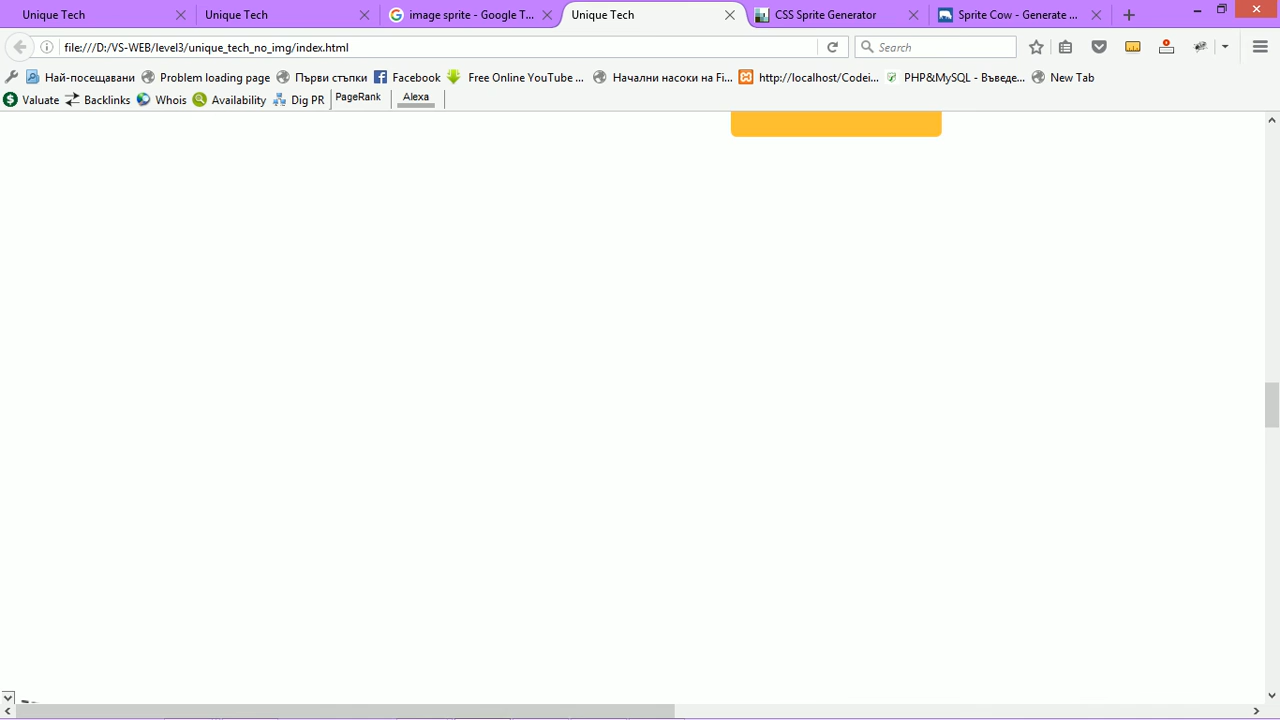 Unique Tech
Unique Tech
image sprite - Google T...
Unique Tech
CSS Sprite Generator
Sprite Cow - Generate ...
file:///D:/VS-WEB/level3/unique_tech_no_img/index.html
Search
Най-посещавани
Problem loading page
Първи стъпки
Facebook
Free Online YouTube ...
Начални насоки на Fi...
http://localhost/Codei...
PHP&MySQL - Въведе...
New Tab
Valuate
Backlinks
Whois
Availability
Dig PR
PageRank
Alexa